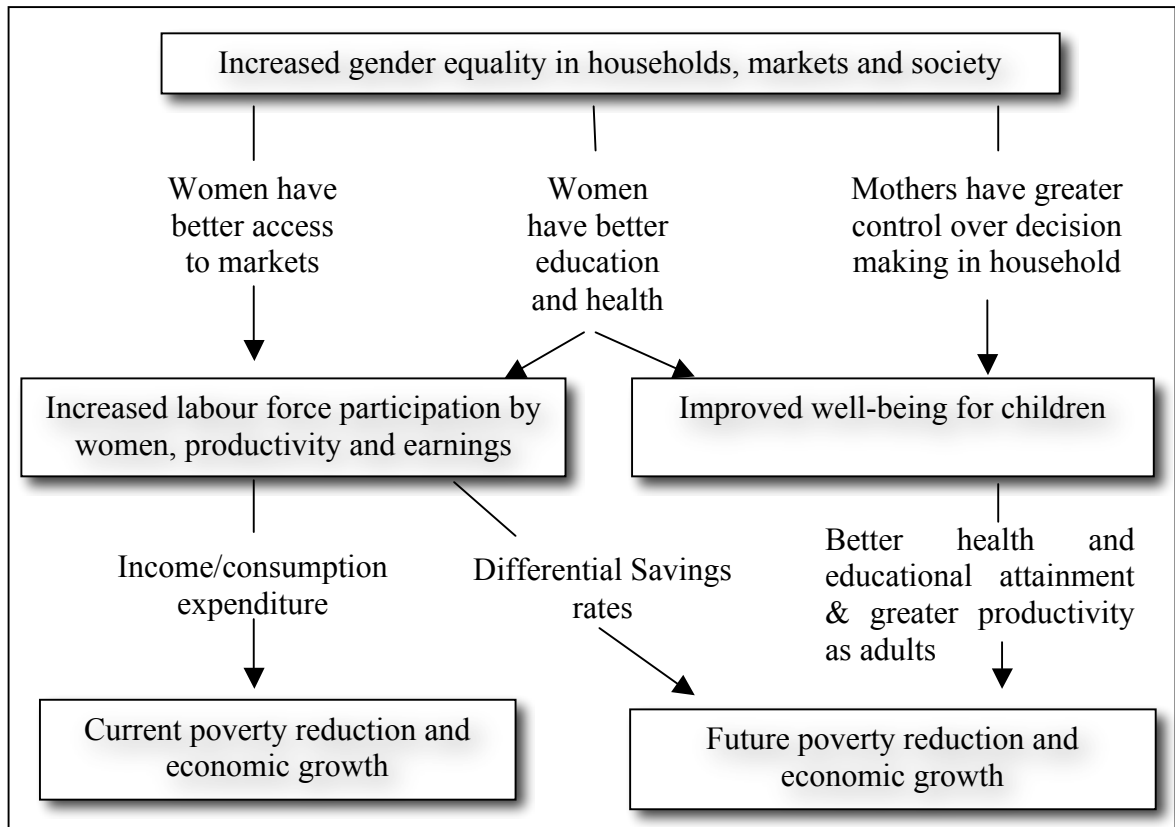 Increased gender equality in households, markets and society
Women have
better access
to markets
Women
have better
education
and health
Mothers have greater
control over decision
making in household
Increased labour force participation by
women, productivity and earnings
Improved well-being for children
Income/consumption
expenditure
Differential Savings
rates
Better health and
educational attainment
& greater productivity
as adults
Current poverty reduction and
economic growth
Future poverty reduction and
economic growth